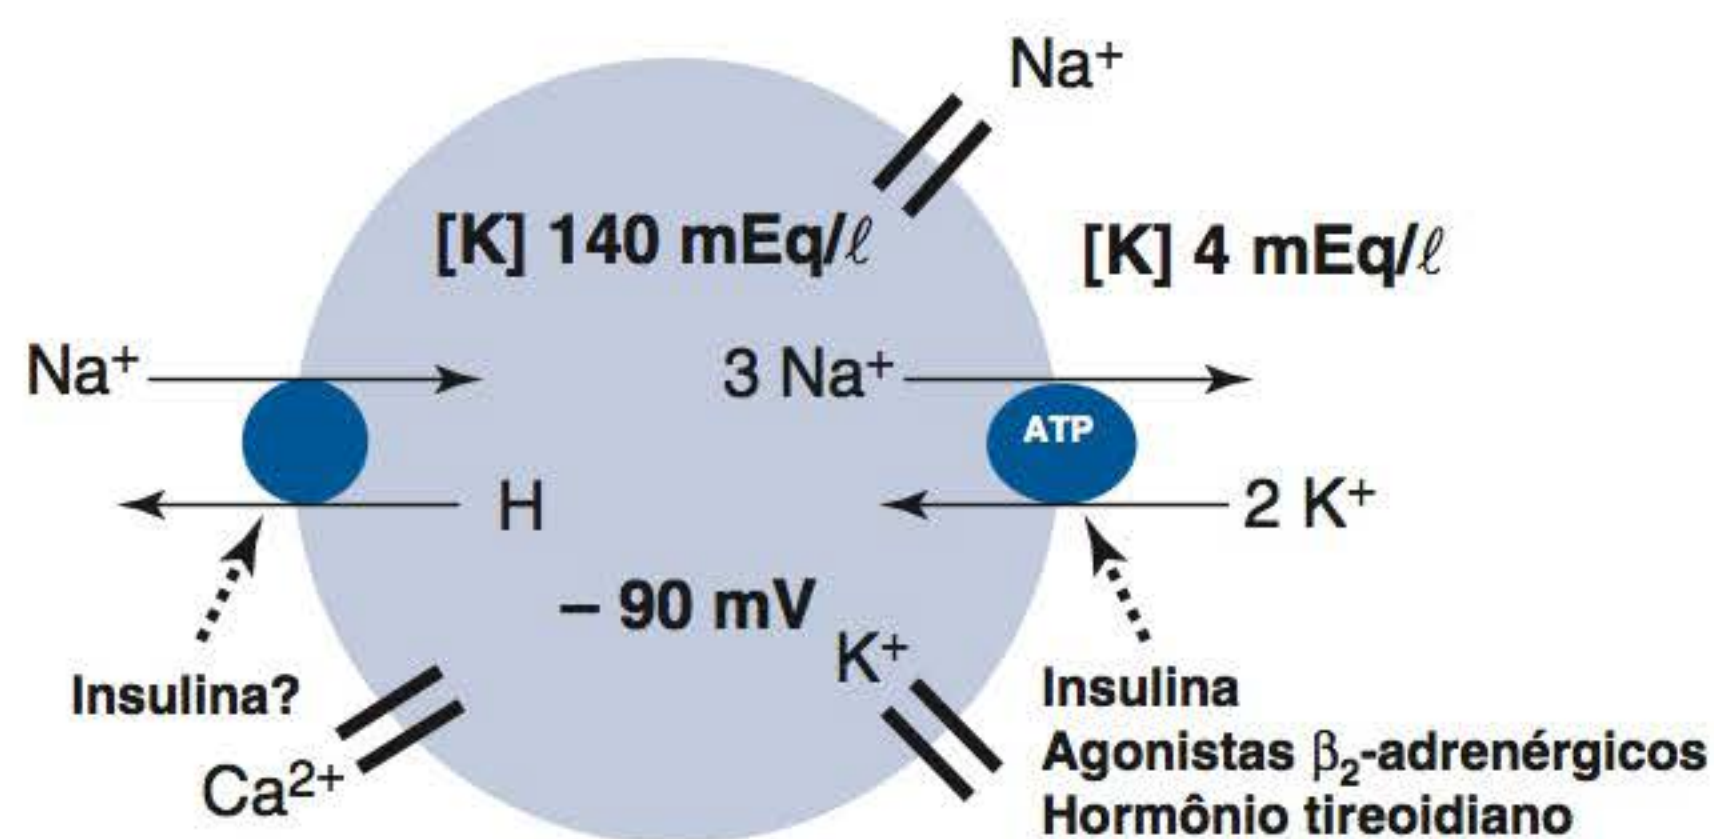 Na⁺
[K] 140 mEq/ℓ
[K] 4 mEq/ℓ
Na⁺
3 Na⁺
ATP
H
2 K⁺
– 90 mV
K⁺
Insulina?
Ca²⁺
Insulina
Agonistas β₂-adrenérgicos
Hormônio tireoidiano